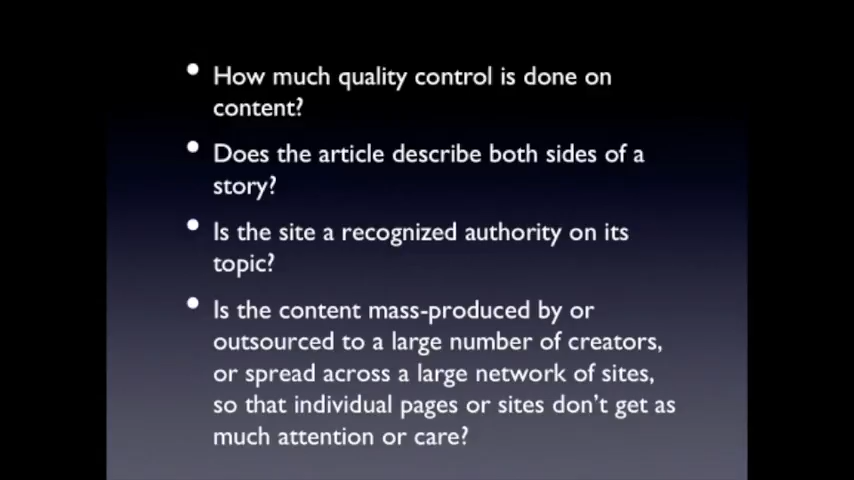 • How much quality control is done on
content?
• Does the article describe both sides of a
story?
• Is the site a recognized authority on its
topic?
• Is the content mass-produced by or
outsourced to a large number of creators,
or spread across a large network of sites,
so that individual pages or sites don't get as
much attention or care?